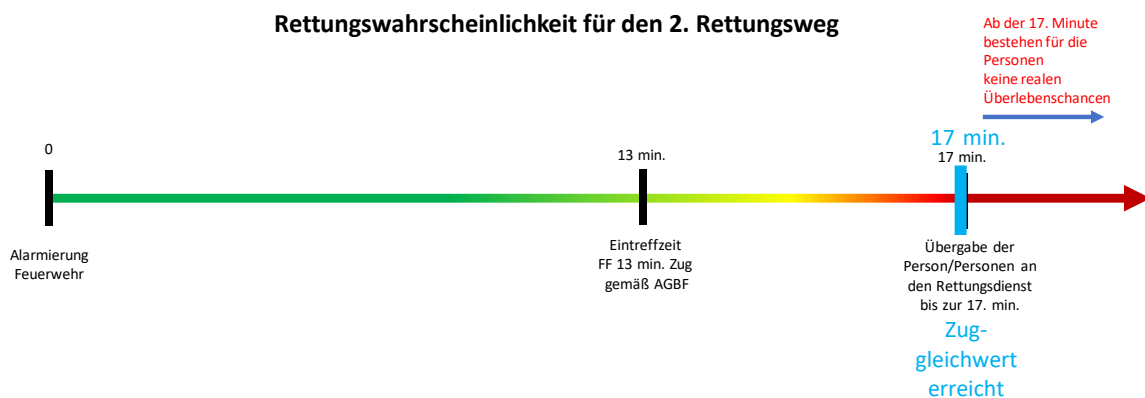 Rettungswahrscheinlichkeit für den 2. Rettungsweg
Ab der 17. Minute
bestehen für die
Personen
keine realen
Überlebenschancen
0
13 min.
17 min.
17 min.
Alarmierung
Feuerwehr
Eintreffzeit
FF 13 min. Zug
gemäß AGBF
Übergabe der
Person/Personen an
den Rettungsdienst
bis zur 17. min.
Zug-
gleichwert
erreicht